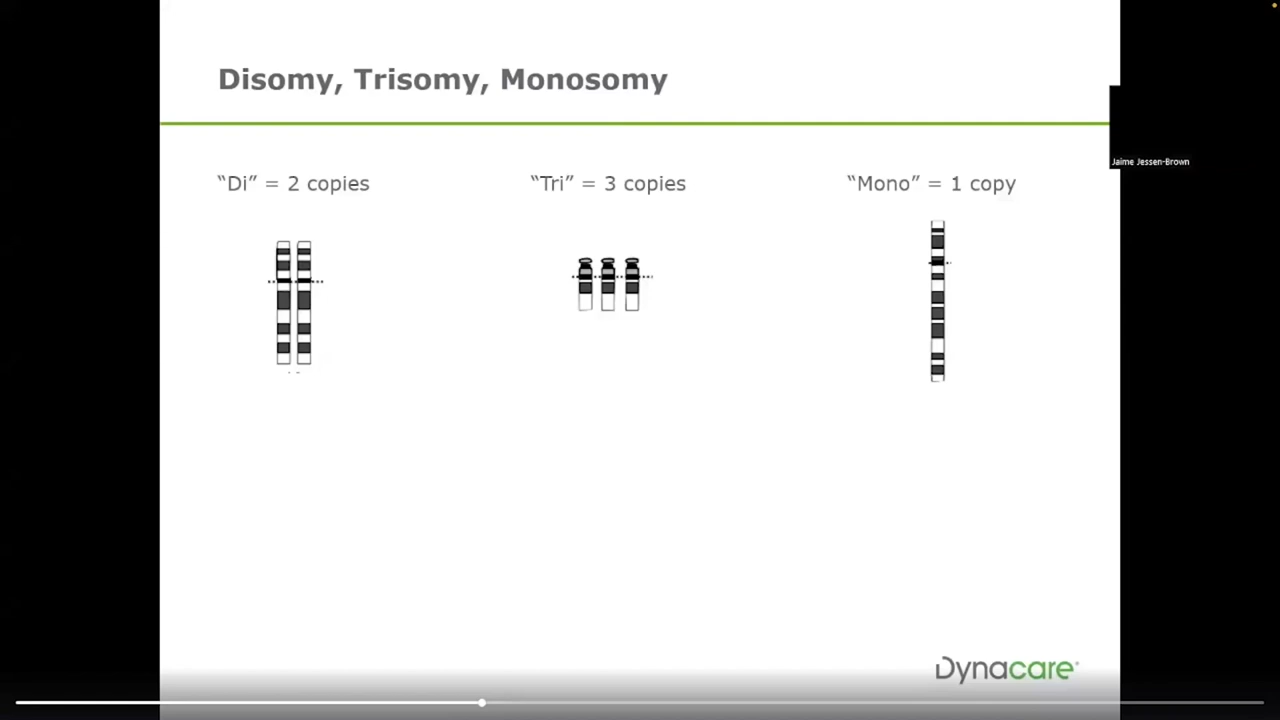 Disomy, Trisomy, Monosomy
Jaime Jessen-Brown
“Di” = 2 copies
“Tri” = 3 copies
“Mono” = 1 copy
Dynacare